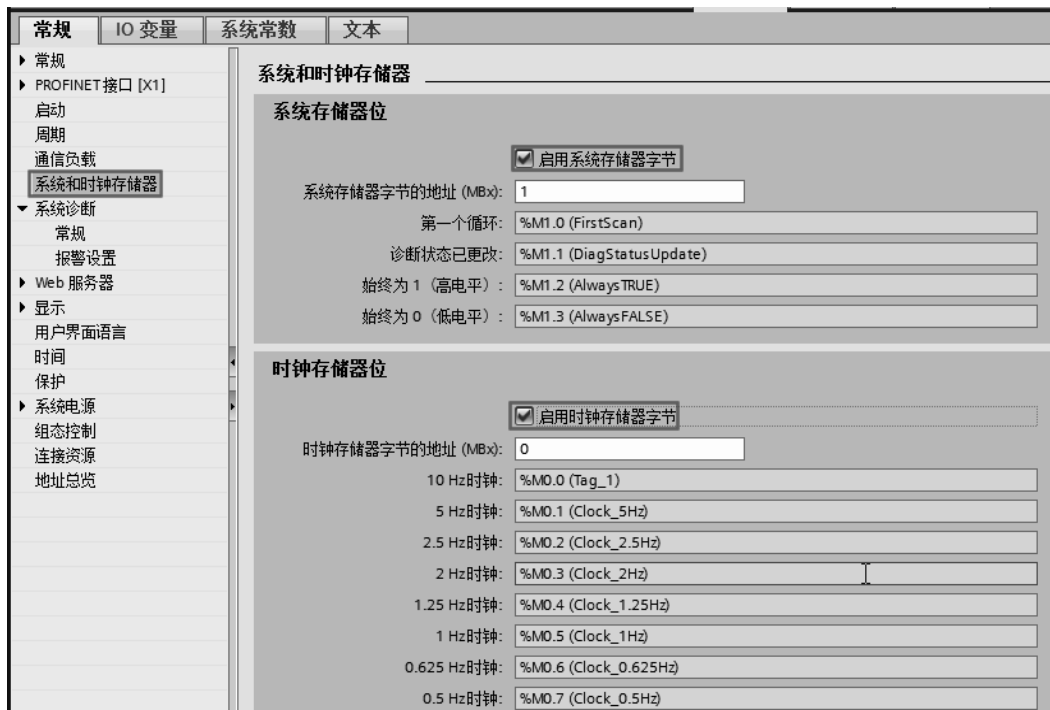 常规 IO 变量 系统常数 文本
常规
PROFINET接口 [X1]
启动
周期
通信负载
系统和时钟存储器
系统诊断
常规
报警设置
Web 服务器
显示
用户界面语言
时间
保护
系统电源
组态控制
连接资源
地址总览
系统和时钟存储器
系统存储器位
启用系统存储器字节
系统存储器字节的地址 (MBx): 1
第一个循环: %M1.0 (FirstScan)
诊断状态已更改: %M1.1 (DiagStatusUpdate)
始终为 1（高电平）: %M1.2 (AlwaysTRUE)
始终为 0（低电平）: %M1.3 (AlwaysFALSE)
时钟存储器位
启用时钟存储器字节
时钟存储器字节的地址 (MBx): 0
10 Hz时钟: %M0.0 (Tag_1)
5 Hz时钟: %M0.1 (Clock_5Hz)
2.5 Hz时钟: %M0.2 (Clock_2.5Hz)
2 Hz时钟: %M0.3 (Clock_2Hz)
1.25 Hz时钟: %M0.4 (Clock_1.25Hz)
1 Hz时钟: %M0.5 (Clock_1Hz)
0.625 Hz时钟: %M0.6 (Clock_0.625Hz)
0.5 Hz时钟: %M0.7 (Clock_0.5Hz)